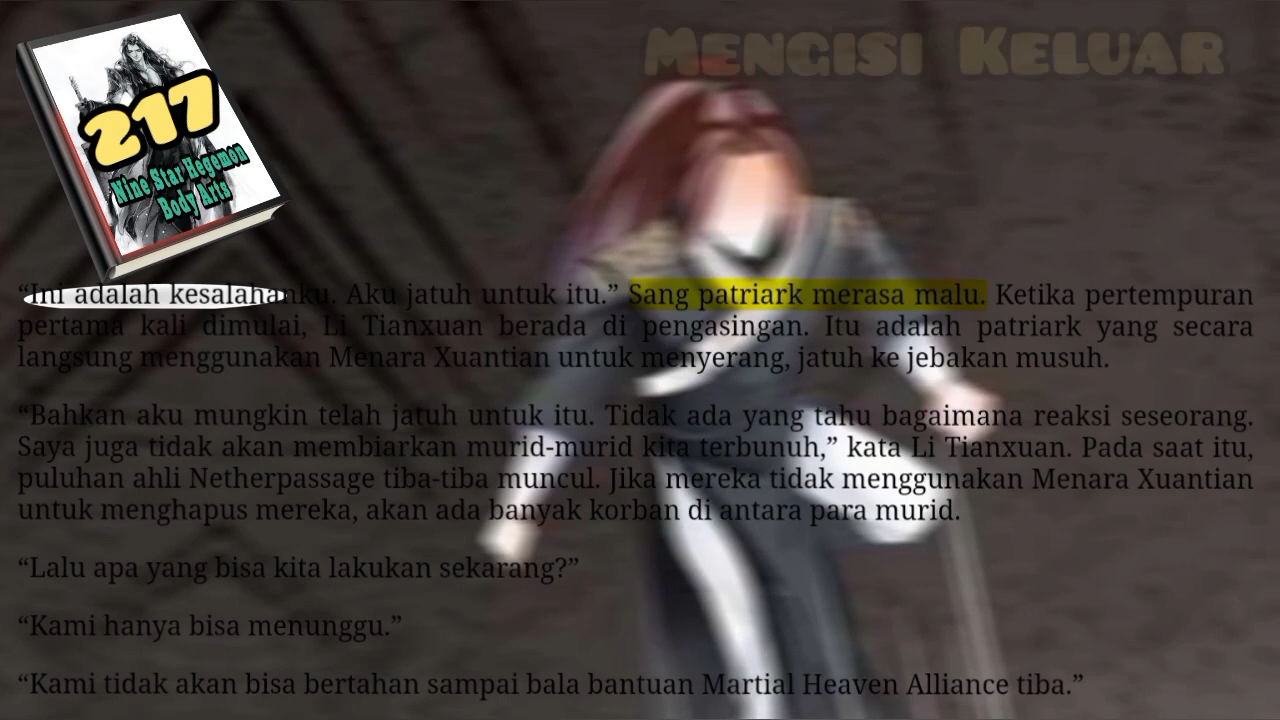 Mengisi Keluar
217
Nine Star Hegemon
Body Arts
“Ini adalah kesalahanku. Aku jatuh untuk itu.” Sang patriark merasa malu. Ketika pertempuran
pertama kali dimulai, Li Tianxuan berada di pengasingan. Itu adalah patriark yang secara
langsung menggunakan Menara Xuantian untuk menyerang, jatuh ke jebakan musuh.
“Bahkan aku mungkin telah jatuh untuk itu. Tidak ada yang tahu bagaimana reaksi seseorang.
Saya juga tidak akan membiarkan murid-murid kita terbunuh,” kata Li Tianxuan. Pada saat itu,
puluhan ahli Netherpassage tiba-tiba muncul. Jika mereka tidak menggunakan Menara Xuantian
untuk menghapus mereka, akan ada banyak korban di antara para murid.
“Lalu apa yang bisa kita lakukan sekarang?”
“Kami hanya bisa menunggu.”
“Kami tidak akan bisa bertahan sampai bala bantuan Martial Heaven Alliance tiba.”